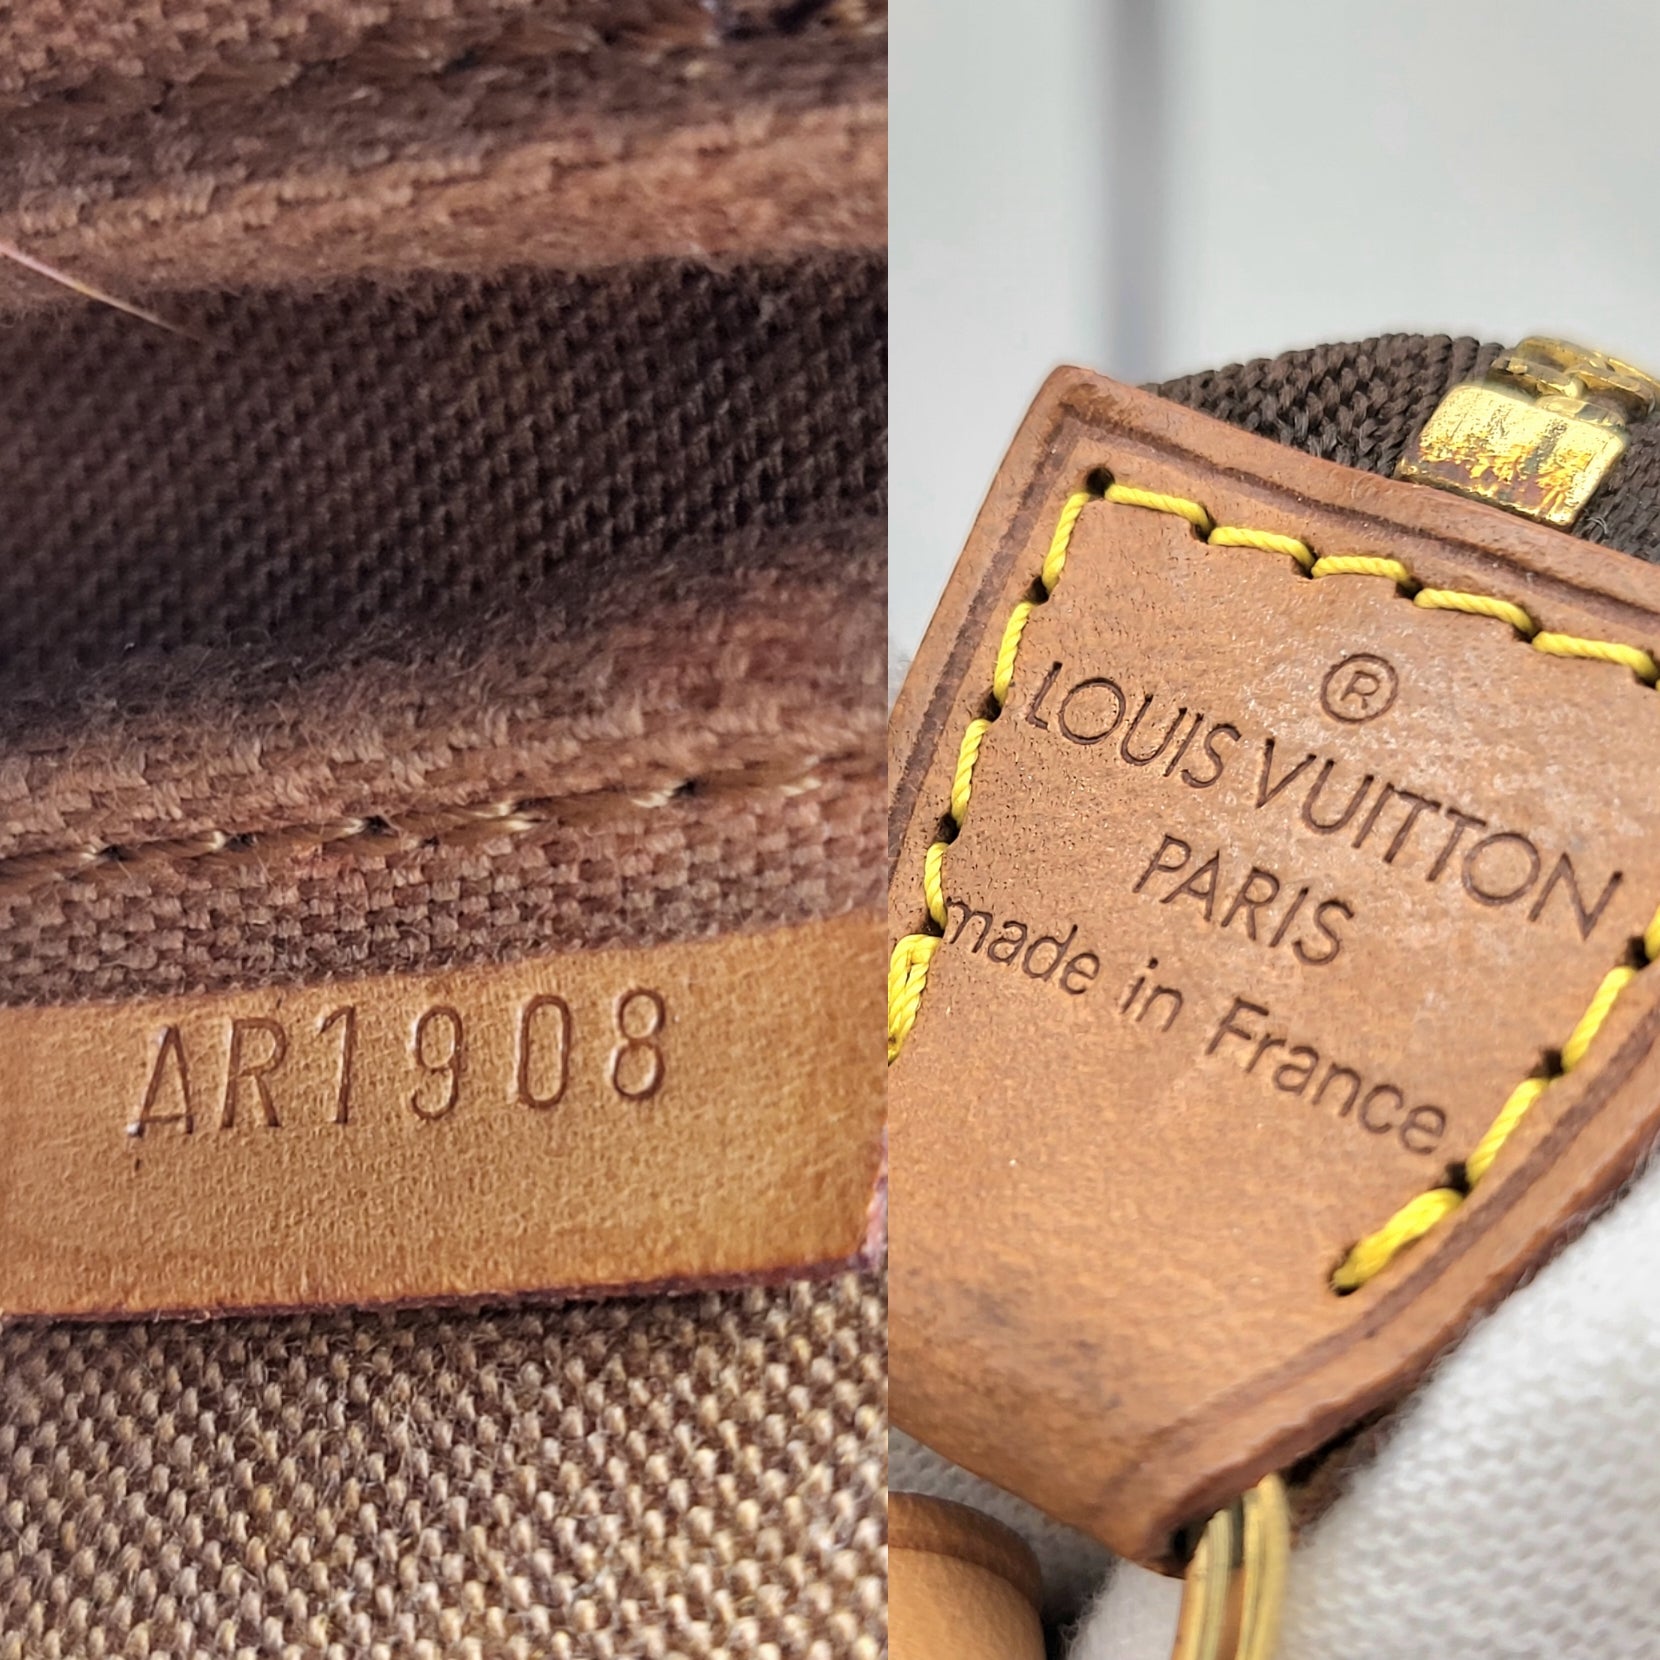 AR1908
®
LOUIS VUITTON
PARIS
made in France